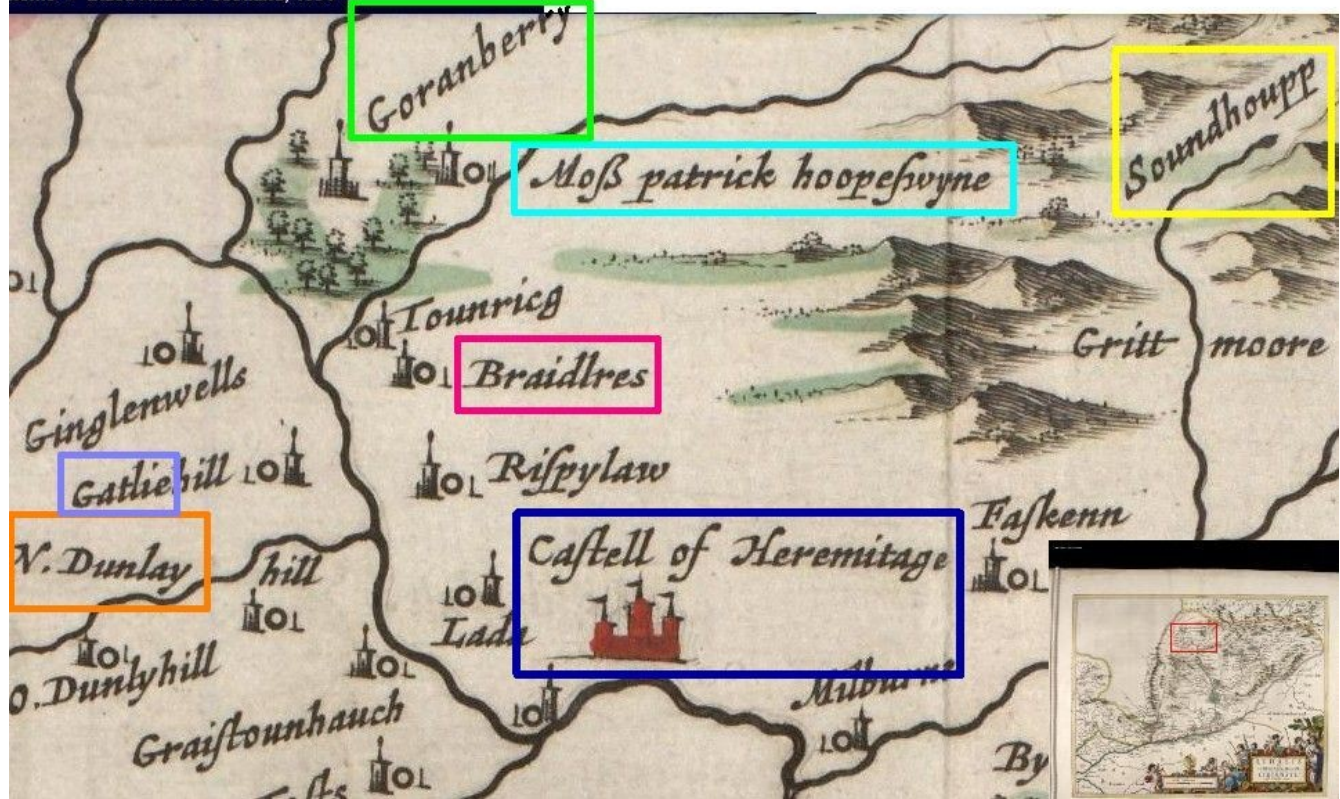 Goranberry
Soundhoupp
Moß patrick hoopeſwyne
Tounricg
Gritt moore
Braidlres
Ginglenwells
Gatliehill
Riſpylaw
Faſkenn
N. Dunlay hill
Caſtell of Heremitage
Lada
O. Dunlyhill
Milburne
Graiſtounhauch
By